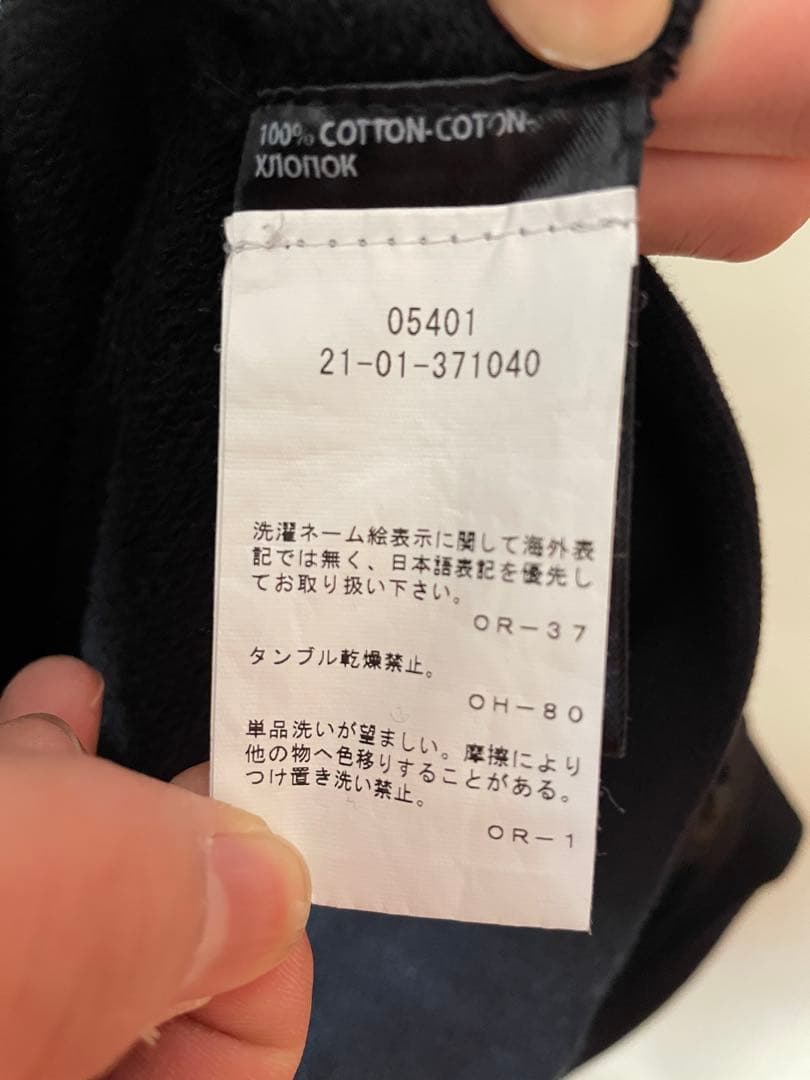 100% COTTON-COTON-
ХЛОПОК
05401
21-01-371040
洗濯ネーム絵表示に関して海外表
記では無く、日本語表記を優先し
てお取り扱い下さい。
OR-37
タンブル乾燥禁止。
OH-80
単品洗いが望ましい。摩擦により
他の物へ色移りすることがある。
つけ置き洗い禁止。
OR-1